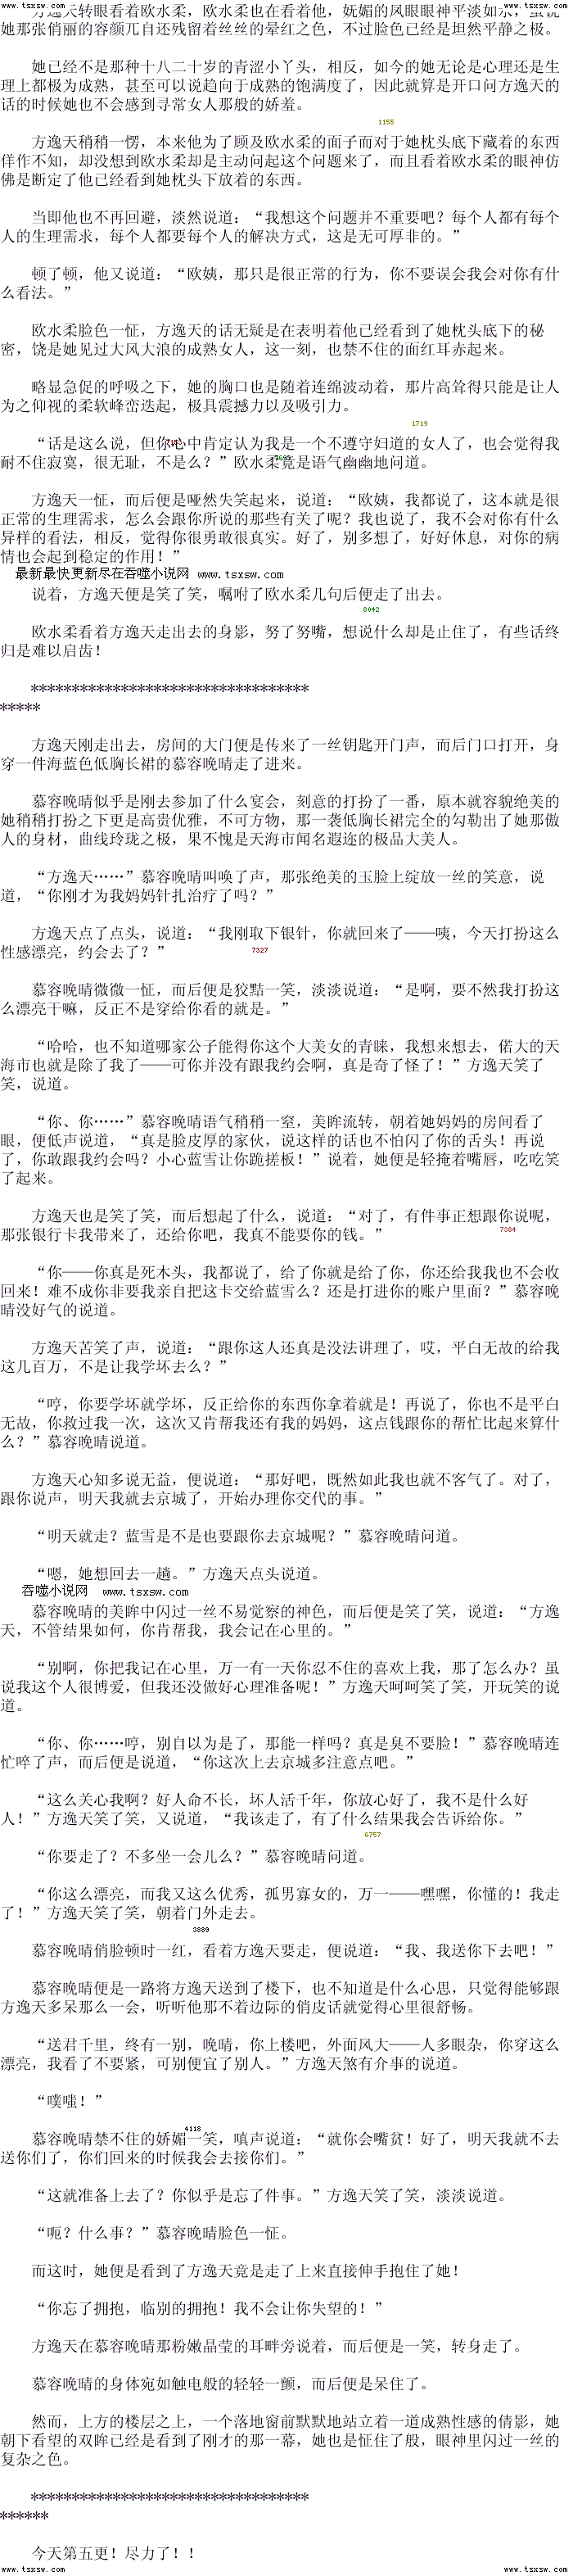 www.tsxsw.com www.tsxsw.com
方逸天转眼看着欧水柔，欧水柔也在看着他，妩媚的凤眼眼神平淡如水，虽说
她那张俏丽的容颜兀自还残留着丝丝的晕红之色，不过脸色已经是坦然平静之极。
她已经不是那种十八二十岁的青涩小丫头，相反，如今的她无论是心理还是生
理上都极为成熟，甚至可以说趋向于成熟的饱满度了，因此就算是开口问方逸天的
话的时候她也不会感到寻常女人那般的娇羞。
1155
方逸天稍稍一愣，本来他为了顾及欧水柔的面子而对于她枕头底下藏着的东西
佯作不知，却没想到欧水柔却是主动问起这个问题来了，而且看着欧水柔的眼神仿
佛是断定了他已经看到她枕头下放着的东西。
当即他也不再回避，淡然说道：“我想这个问题并不重要吧？每个人都有每个
人的生理需求，每个人都要每个人的解决方式，这是无可厚非的。”
顿了顿，他又说道：“欧姨，那只是很正常的行为，你不要误会我会对你有什
么看法。”
欧水柔脸色一怔，方逸天的话无疑是在表明着他已经看到了她枕头底下的秘
密，饶是她见过大风大浪的成熟女人，这一刻，也禁不住的面红耳赤起来。
略显急促的呼吸之下，她的胸口也是随着连绵波动着，那片高耸得只能是让人
为之仰视的柔软峰峦迭起，极具震撼力以及吸引力。
1719
“话是这么说，但你心中肯定认为我是一个不遵守妇道的女人了，也会觉得我
耐不住寂寞，很无耻，不是么？”欧水柔竟是语气幽幽地问道。
方逸天一怔，而后便是哑然失笑起来，说道：“欧姨，我都说了，这本就是很
正常的生理需求，怎么会跟你所说的那些有关了呢？我也说了，我不会对你有什么
异样的看法，相反，觉得你很勇敢很真实。好了，别多想了，好好休息，对你的病
情也会起到稳定的作用！”
最新最快更新尽在吞噬小说网 www.tsxsw.com
说着，方逸天便是笑了笑，嘱咐了欧水柔几句后便走了出去。
8042
欧水柔看着方逸天走出去的身影，努了努嘴，想说什么却是止住了，有些话终
归是难以启齿！
**********************************
*****
方逸天刚走出去，房间的大门便是传来了一丝钥匙开门声，而后门口打开，身
穿一件海蓝色低胸长裙的慕容晚晴走了进来。
慕容晚晴似乎是刚去参加了什么宴会，刻意的打扮了一番，原本就容貌绝美的
她稍稍打扮之下更是高贵优雅，不可方物，那一袭低胸长裙完全的勾勒出了她那傲
人的身材，曲线玲珑之极，果不愧是天海市闻名遐迩的极品大美人。
“方逸天……”慕容晚晴叫唤了声，那张绝美的玉脸上绽放一丝的笑意，说
道，“你刚才为我妈妈针扎治疗了吗？”
方逸天点了点头，说道：“我刚取下银针，你就回来了——咦，今天打扮这么
性感漂亮，约会去了？”
7327
慕容晚晴微微一怔，而后便是狡黠一笑，淡淡说道：“是啊，要不然我打扮这
么漂亮干嘛，反正不是穿给你看的就是。”
“哈哈，也不知道哪家公子能得你这个大美女的青睐，我想来想去，偌大的天
海市也就是除了我了——可你并没有跟我约会啊，真是奇了怪了！”方逸天笑了
笑，说道。
“你、你……”慕容晚晴语气稍稍一窒，美眸流转，朝着她妈妈的房间看了
眼，便低声说道，“真是脸皮厚的家伙，说这样的话也不怕闪了你的舌头！再说
了，你敢跟我约会吗？小心蓝雪让你跪搓板！”说着，她便是轻掩着嘴唇，吃吃笑
了起来。
方逸天也是笑了笑，而后想起了什么，说道：“对了，有件事正想跟你说呢，
那张银行卡我带来了，还给你吧，我真不能要你的钱。”
7384
“你——你真是死木头，我都说了，给了你就是给了你，你还给我我也不会收
回来！难不成你非要我亲自把这卡交给蓝雪么？还是打进你的账户里面？”慕容晚
晴没好气的说道。
方逸天苦笑了声，说道：“跟你这人还真是没法讲理了，哎，平白无故的给我
这几百万，不是让我学坏去么？”
“哼，你要学坏就学坏，反正给你的东西你拿着就是！再说了，你也不是平白
无故，你救过我一次，这次又肯帮我还有我的妈妈，这点钱跟你的帮忙比起来算什
么？”慕容晚晴说道。
方逸天心知多说无益，便说道：“那好吧，既然如此我也就不客气了。对了，
跟你说声，明天我就去京城了，开始办理你交代的事。”
“明天就走？蓝雪是不是也要跟你去京城呢？”慕容晚晴问道。
“嗯，她想回去一趟。”方逸天点头说道。
吞噬小说网 www.tsxsw.com
慕容晚晴的美眸中闪过一丝不易觉察的神色，而后便是笑了笑，说道：“方逸
天，不管结果如何，你肯帮我，我会记在心里的。”
“别啊，你把我记在心里，万一有一天你忍不住的喜欢上我，那了怎么办？虽
说我这个人很博爱，但我还没做好心理准备呢！”方逸天呵呵笑了笑，开玩笑的说
道。
“你、你……哼，别自以为是了，那能一样吗？真是臭不要脸！”慕容晚晴连
忙啐了声，而后便是说道，“你这次上去京城多注意点吧。”
“这么关心我啊？好人命不长，坏人活千年，你放心好了，我不是什么好
人！”方逸天笑了笑，又说道，“我该走了，有了什么结果我会告诉给你。”
6757
“你要走了？不多坐一会儿么？”慕容晚晴问道。
“你这么漂亮，而我又这么优秀，孤男寡女的，万一——嘿嘿，你懂的！我走
了！”方逸天笑了笑，朝着门外走去。
3889
慕容晚晴俏脸顿时一红，看着方逸天要走，便说道：“我、我送你下去吧！”
慕容晚晴便是一路将方逸天送到了楼下，也不知道是什么心思，只觉得能够跟
方逸天多呆那么一会，听听他那不着边际的俏皮话就觉得心里很舒畅。
“送君千里，终有一别，晚晴，你上楼吧，外面风大——人多眼杂，你穿这么
漂亮，我看了不要紧，可别便宜了别人。”方逸天煞有介事的说道。
“噗嗤！”
4118
慕容晚晴禁不住的娇媚一笑，嗔声说道：“就你会嘴贫！好了，明天我就不去
送你们了，你们回来的时候我会去接你们。”
“这就准备上去了？你似乎是忘了件事。”方逸天笑了笑，淡淡说道。
“呃？什么事？”慕容晚晴脸色一怔。
而这时，她便是看到了方逸天竟是走了上来直接伸手抱住了她！
“你忘了拥抱，临别的拥抱！我不会让你失望的！”
方逸天在慕容晚晴那粉嫩晶莹的耳畔旁说着，而后便是一笑，转身走了。
慕容晚晴的身体宛如触电般的轻轻一颤，而后便是呆住了。
然而，上方的楼层之上，一个落地窗前默默地站立着一道成熟性感的倩影，她
朝下看望的双眸已经是看到了刚才的那一幕，她也是怔住了般，眼神里闪过一丝的
复杂之色。
**********************************
******
今天第五更！尽力了！！
www.tsxsw.com www.tsxsw.com